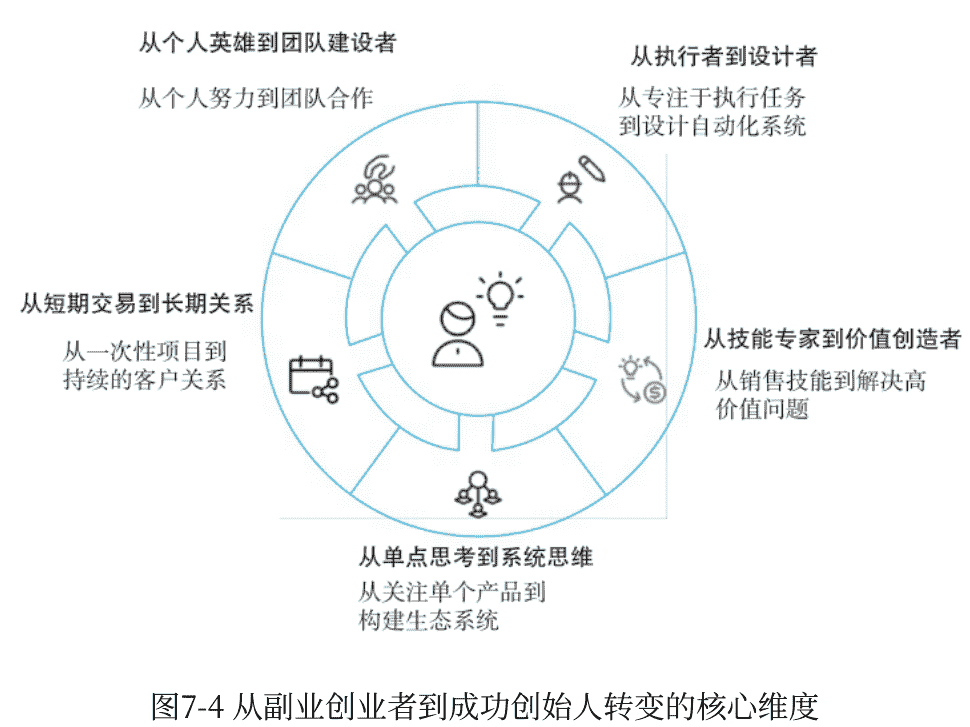 从个人英雄到团队建设者
从个人努力到团队合作
从执行者到设计者
从专注于执行任务
到设计自动化系统
从短期交易到长期关系
从一次性项目到
持续的客户关系
从技能专家到价值创造者
从销售技能到解决高
价值问题
$
从单点思考到系统思维
从关注单个产品到
构建生态系统
图7-4 从副业创业者到成功创始人转变的核心维度